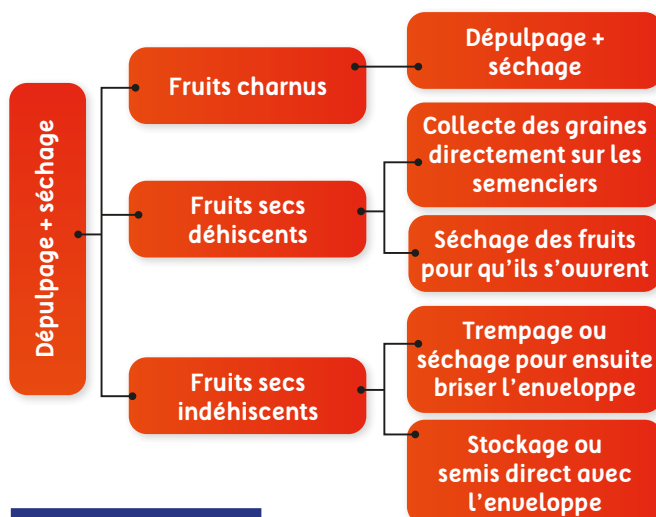 Dépulpage + séchage
Fruits charnus
Dépulpage +
séchage
Fruits secs
déhiscents
Collecte des graines
directement sur les
semenciers
Séchage des fruits
pour qu'ils s'ouvrent
Fruits secs
indéhiscents
Trempage ou
séchage pour ensuite
briser l'enveloppe
Stockage ou
semis direct avec
l'enveloppe